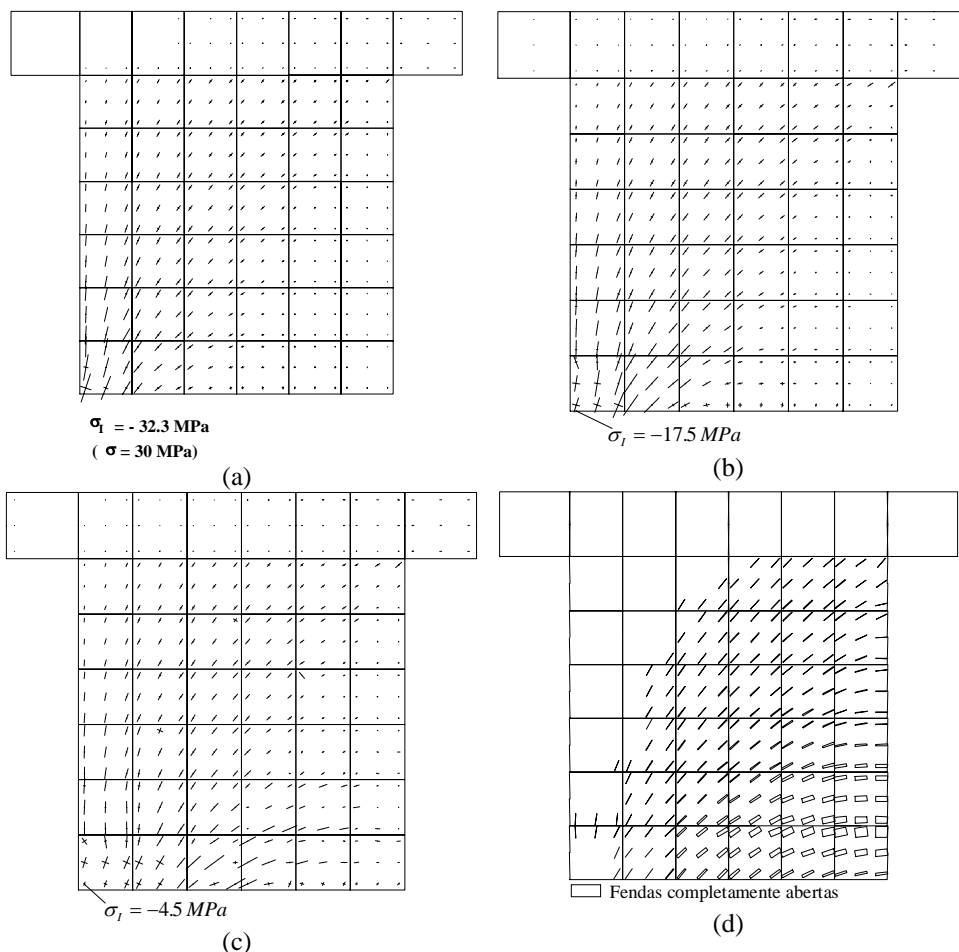 σI = - 32.3 MPa
( σ = 30 MPa)
(a)
σI = −17.5 MPa
(b)
σI = −4.5 MPa
(c)
Fendas completamente abertas
(d)